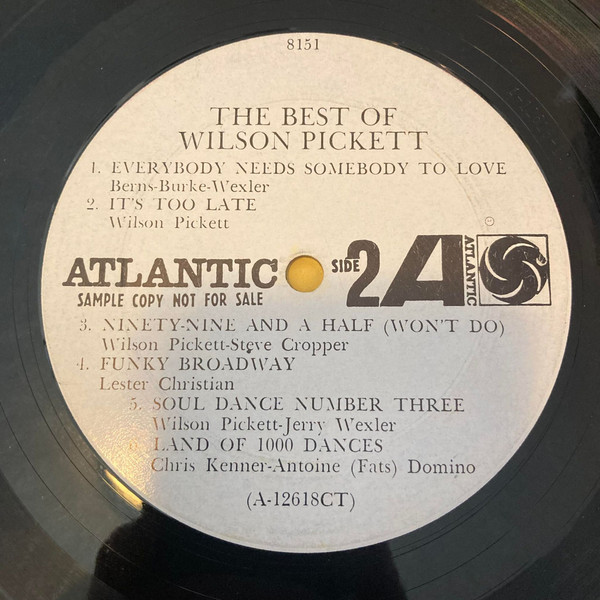 8151
THE BEST OF
WILSON PICKETT
1. EVERYBODY NEEDS SOMEBODY TO LOVE
Berns-Burke-Wexler
2. IT'S TOO LATE
Wilson Pickett
ATLANTIC
SAMPLE COPY NOT FOR SALE
SIDE 2
A
ATLANTIC
3. NINETY-NINE AND A HALF (WON'T DO)
Wilson Pickett-Steve Cropper
4. FUNKY BROADWAY
Lester Christian
5. SOUL DANCE NUMBER THREE
Wilson Pickett-Jerry Wexler
6. LAND OF 1000 DANCES
Chris Kenner-Antoine (Fats) Domino
(A-12618CT)